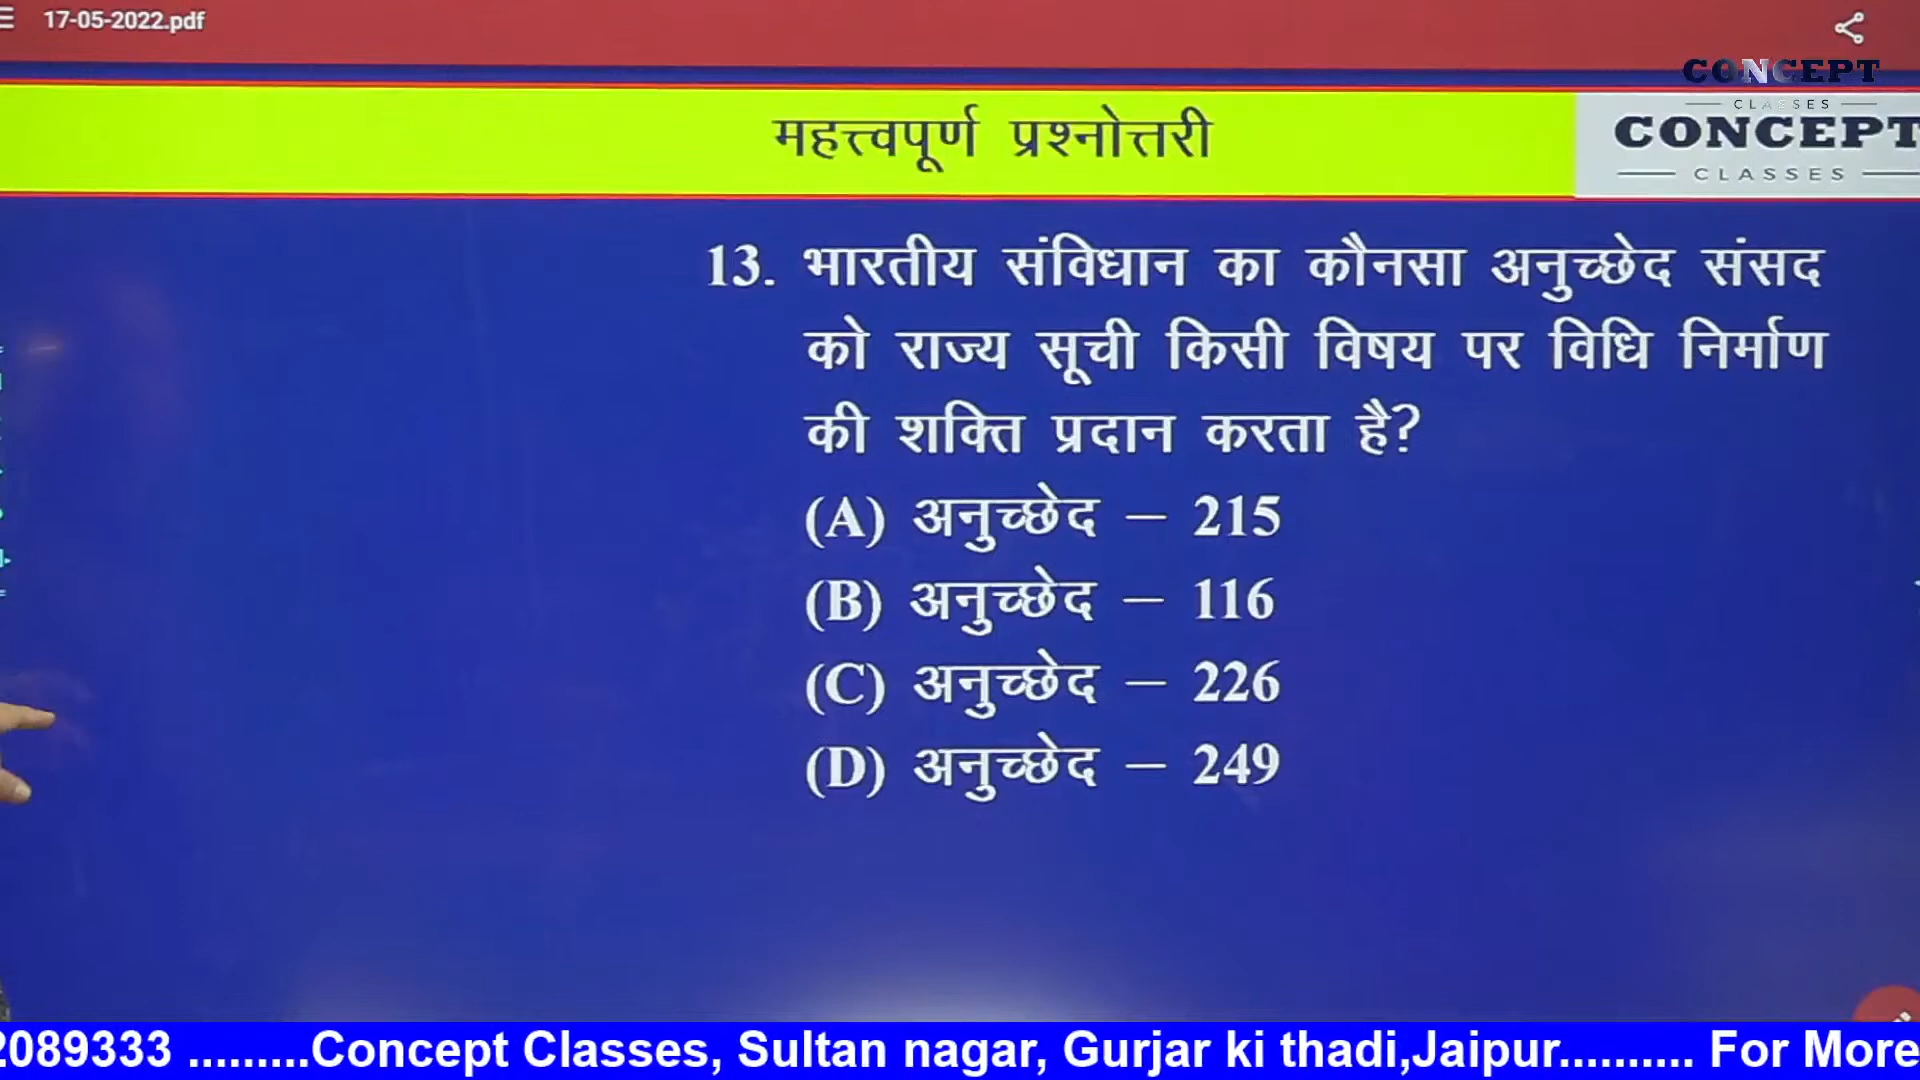 17-05-2022.pdf
CONCEPT
CLASSES
महत्त्वपूर्ण प्रश्नोत्तरी
CONCEPT
CLASSES
13. भारतीय संविधान का कौनसा अनुच्छेद संसद
को राज्य सूची किसी विषय पर विधि निर्माण
की शक्ति प्रदान करता है?
(A) अनुच्छेद – 215
(B) अनुच्छेद – 116
(C) अनुच्छेद – 226
(D) अनुच्छेद – 249
2089333 .........Concept Classes, Sultan nagar, Gurjar ki thadi,Jaipur.......... For More